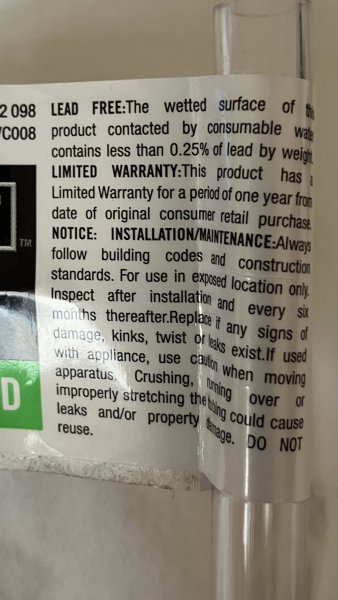 2 098
C008
LEAD FREE:The wetted surface of this
product contacted by consumable water
contains less than 0.25% of lead by weight.
LIMITED WARRANTY:This product has a
Limited Warranty for a period of one year from
date of original consumer retail purchase.
NOTICE: INSTALLATION/MAINTENANCE:Always
follow building codes and construction
standards. For use in exposed location only.
Inspect after installation and every six
months thereafter.Replace if any signs of
damage, kinks, twist or leaks exist.If used
with appliance, use caution when moving
apparatus. Crushing, running over or
improperly stretching the tubing could cause
leaks and/or property damage. DO NOT
reuse.
TM
D